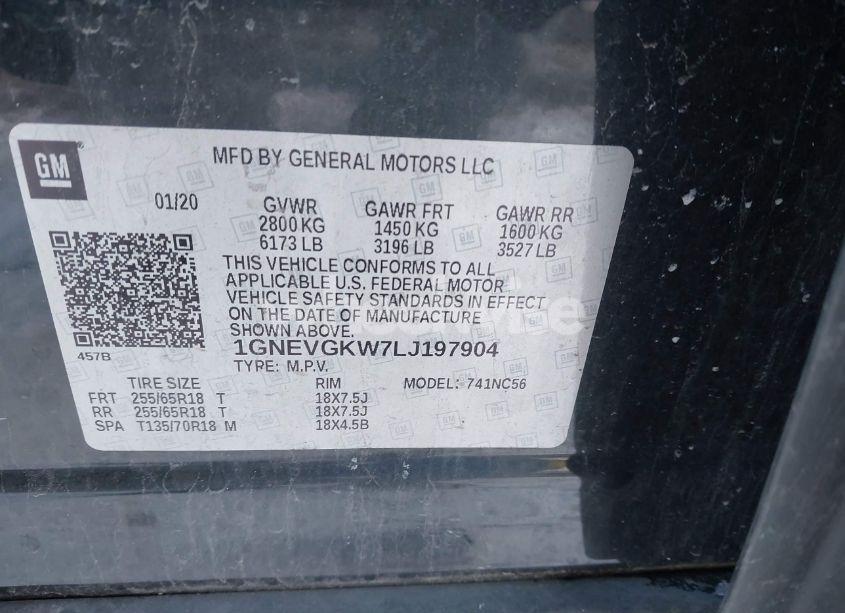 GM
MFD BY GENERAL MOTORS LLC
01/20 GVWR GAWR FRT GAWR RR
2800 KG 1450 KG 1600 KG
6173 LB 3196 LB 3527 LB
THIS VEHICLE CONFORMS TO ALL
APPLICABLE U.S. FEDERAL MOTOR
VEHICLE SAFETY STANDARDS IN EFFECT
ON THE DATE OF MANUFACTURE
SHOWN ABOVE.
457B 1GNEVGKW7LJ197904
TYPE: M.P.V.
TIRE SIZE RIM MODEL: 741NC56
FRT 255/65R18 T 18X7.5J
RR 255/65R18 T 18X7.5J
SPA T135/70R18 M 18X4.5B